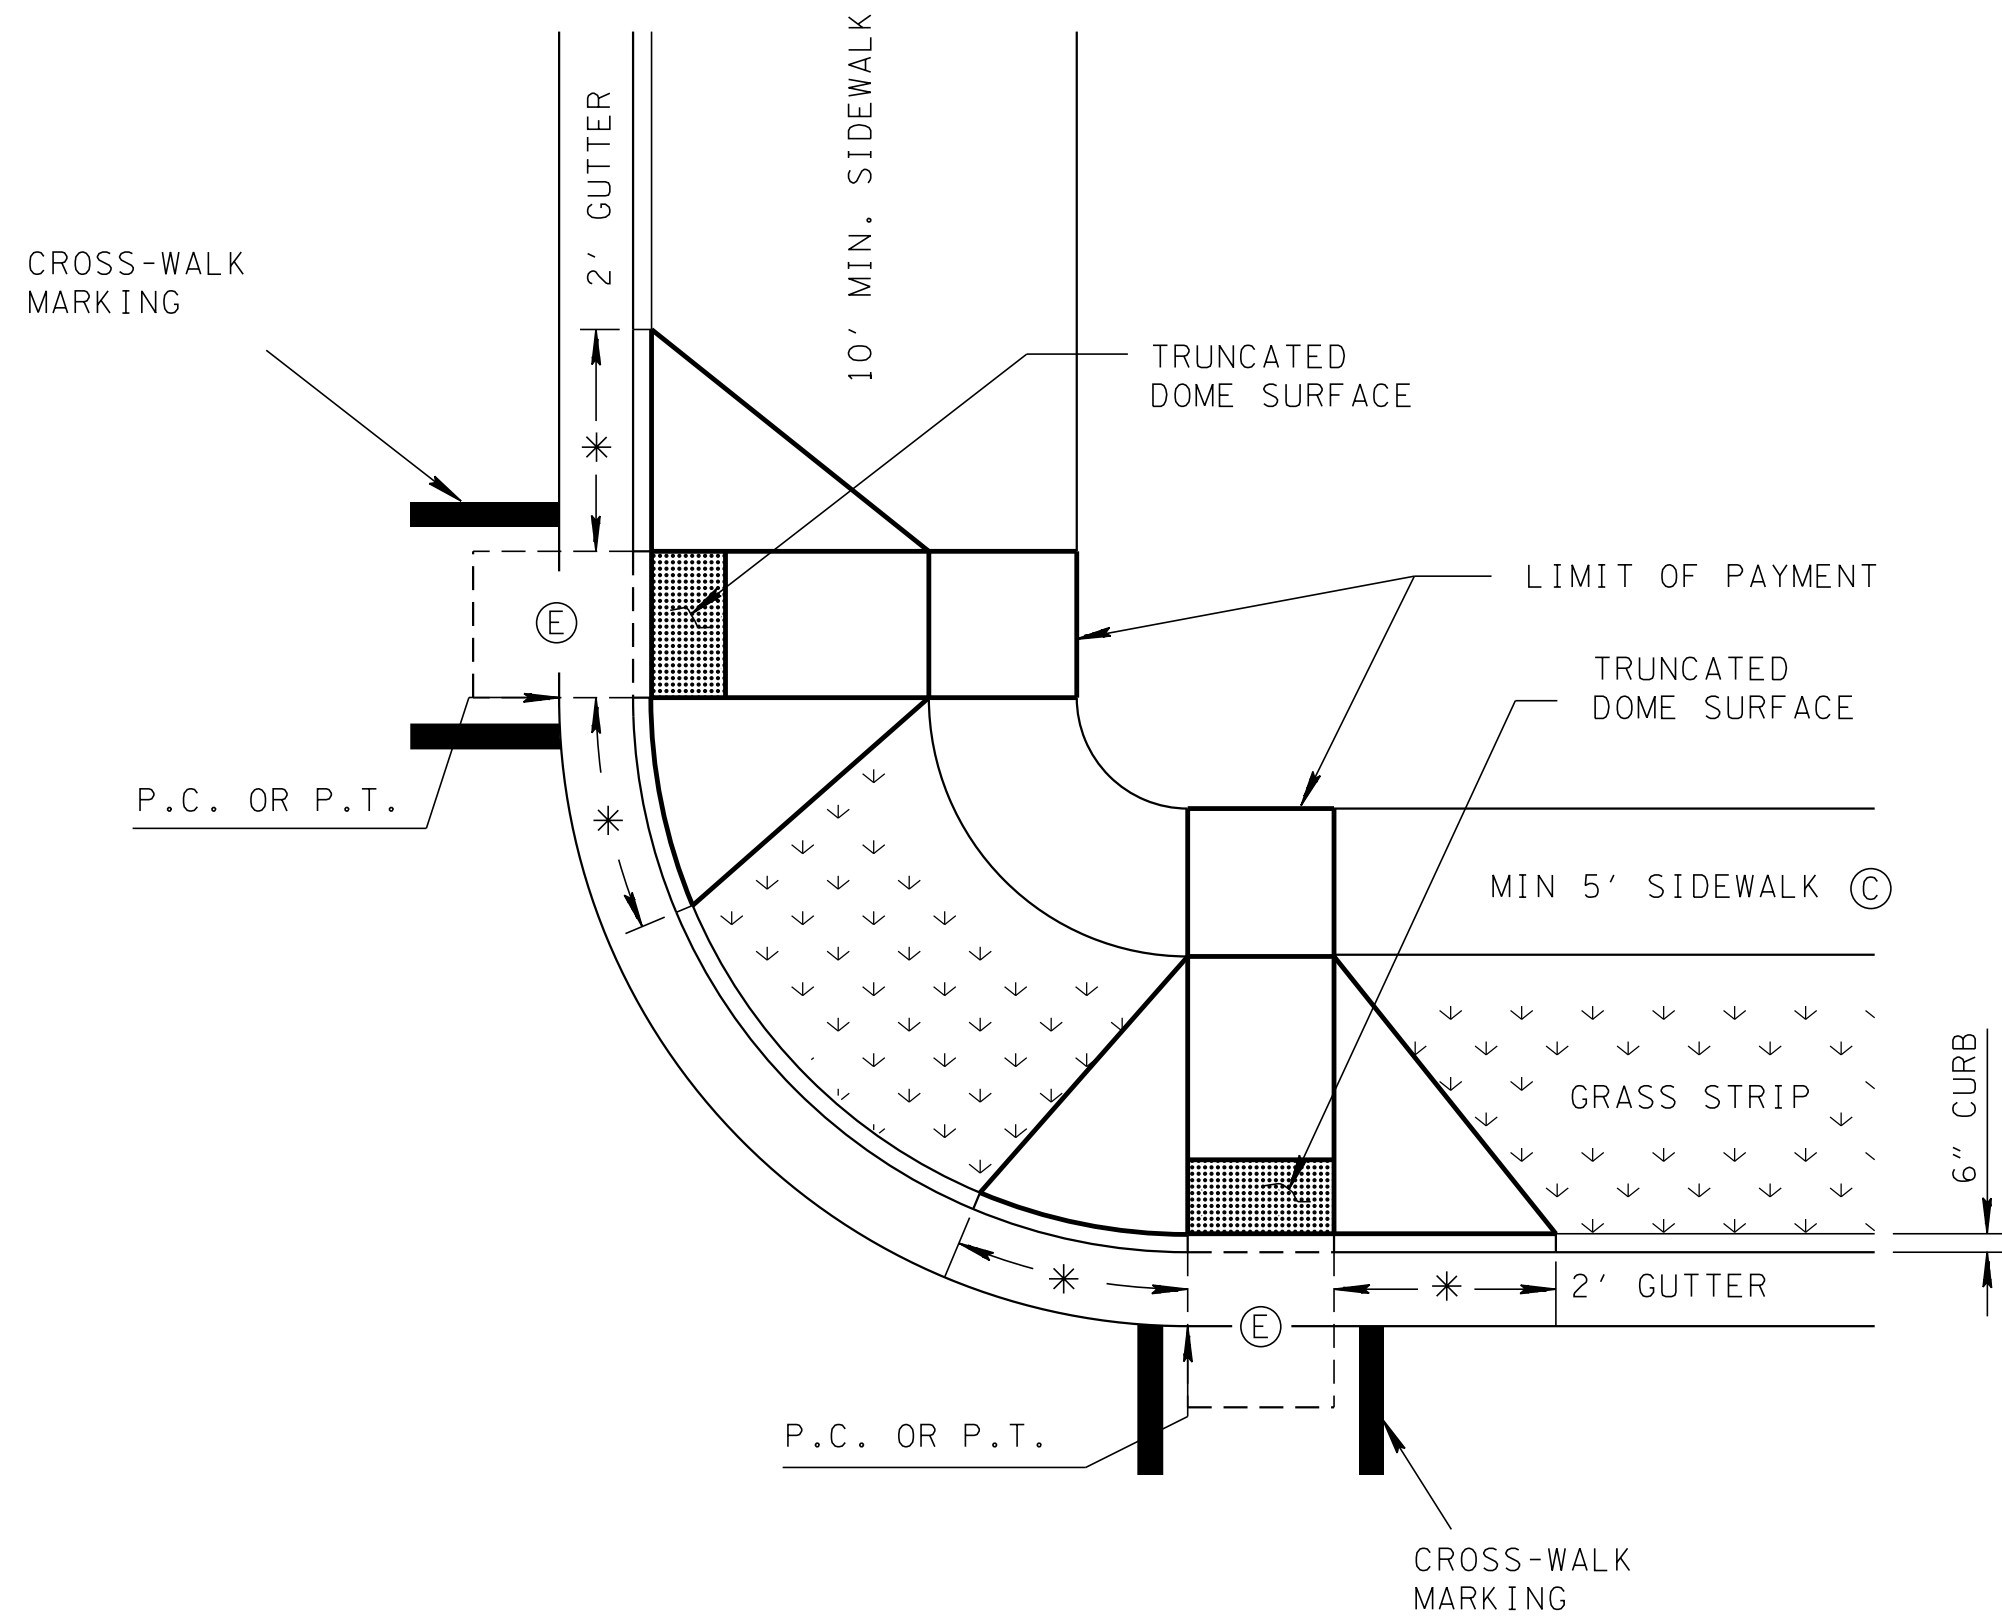 10' MIN. SIDEWALK
2' GUTTER
CROSS-WALK
MARKING
TRUNCATED
DOME SURFACE
LIMIT OF PAYMENT
E
TRUNCATED
DOME SURFACE
P.C. OR P.T.
*
*
MIN 5' SIDEWALK C
GRASS STRIP
6" CURB
*
*
2' GUTTER
E
P.C. OR P.T.
CROSS-WALK
MARKING